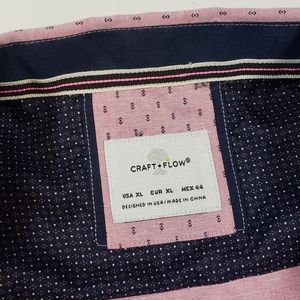 CRAFT+FLOW®
USA XL EUR XL MEX 44
DESIGNED IN USA/MADE IN CHINA